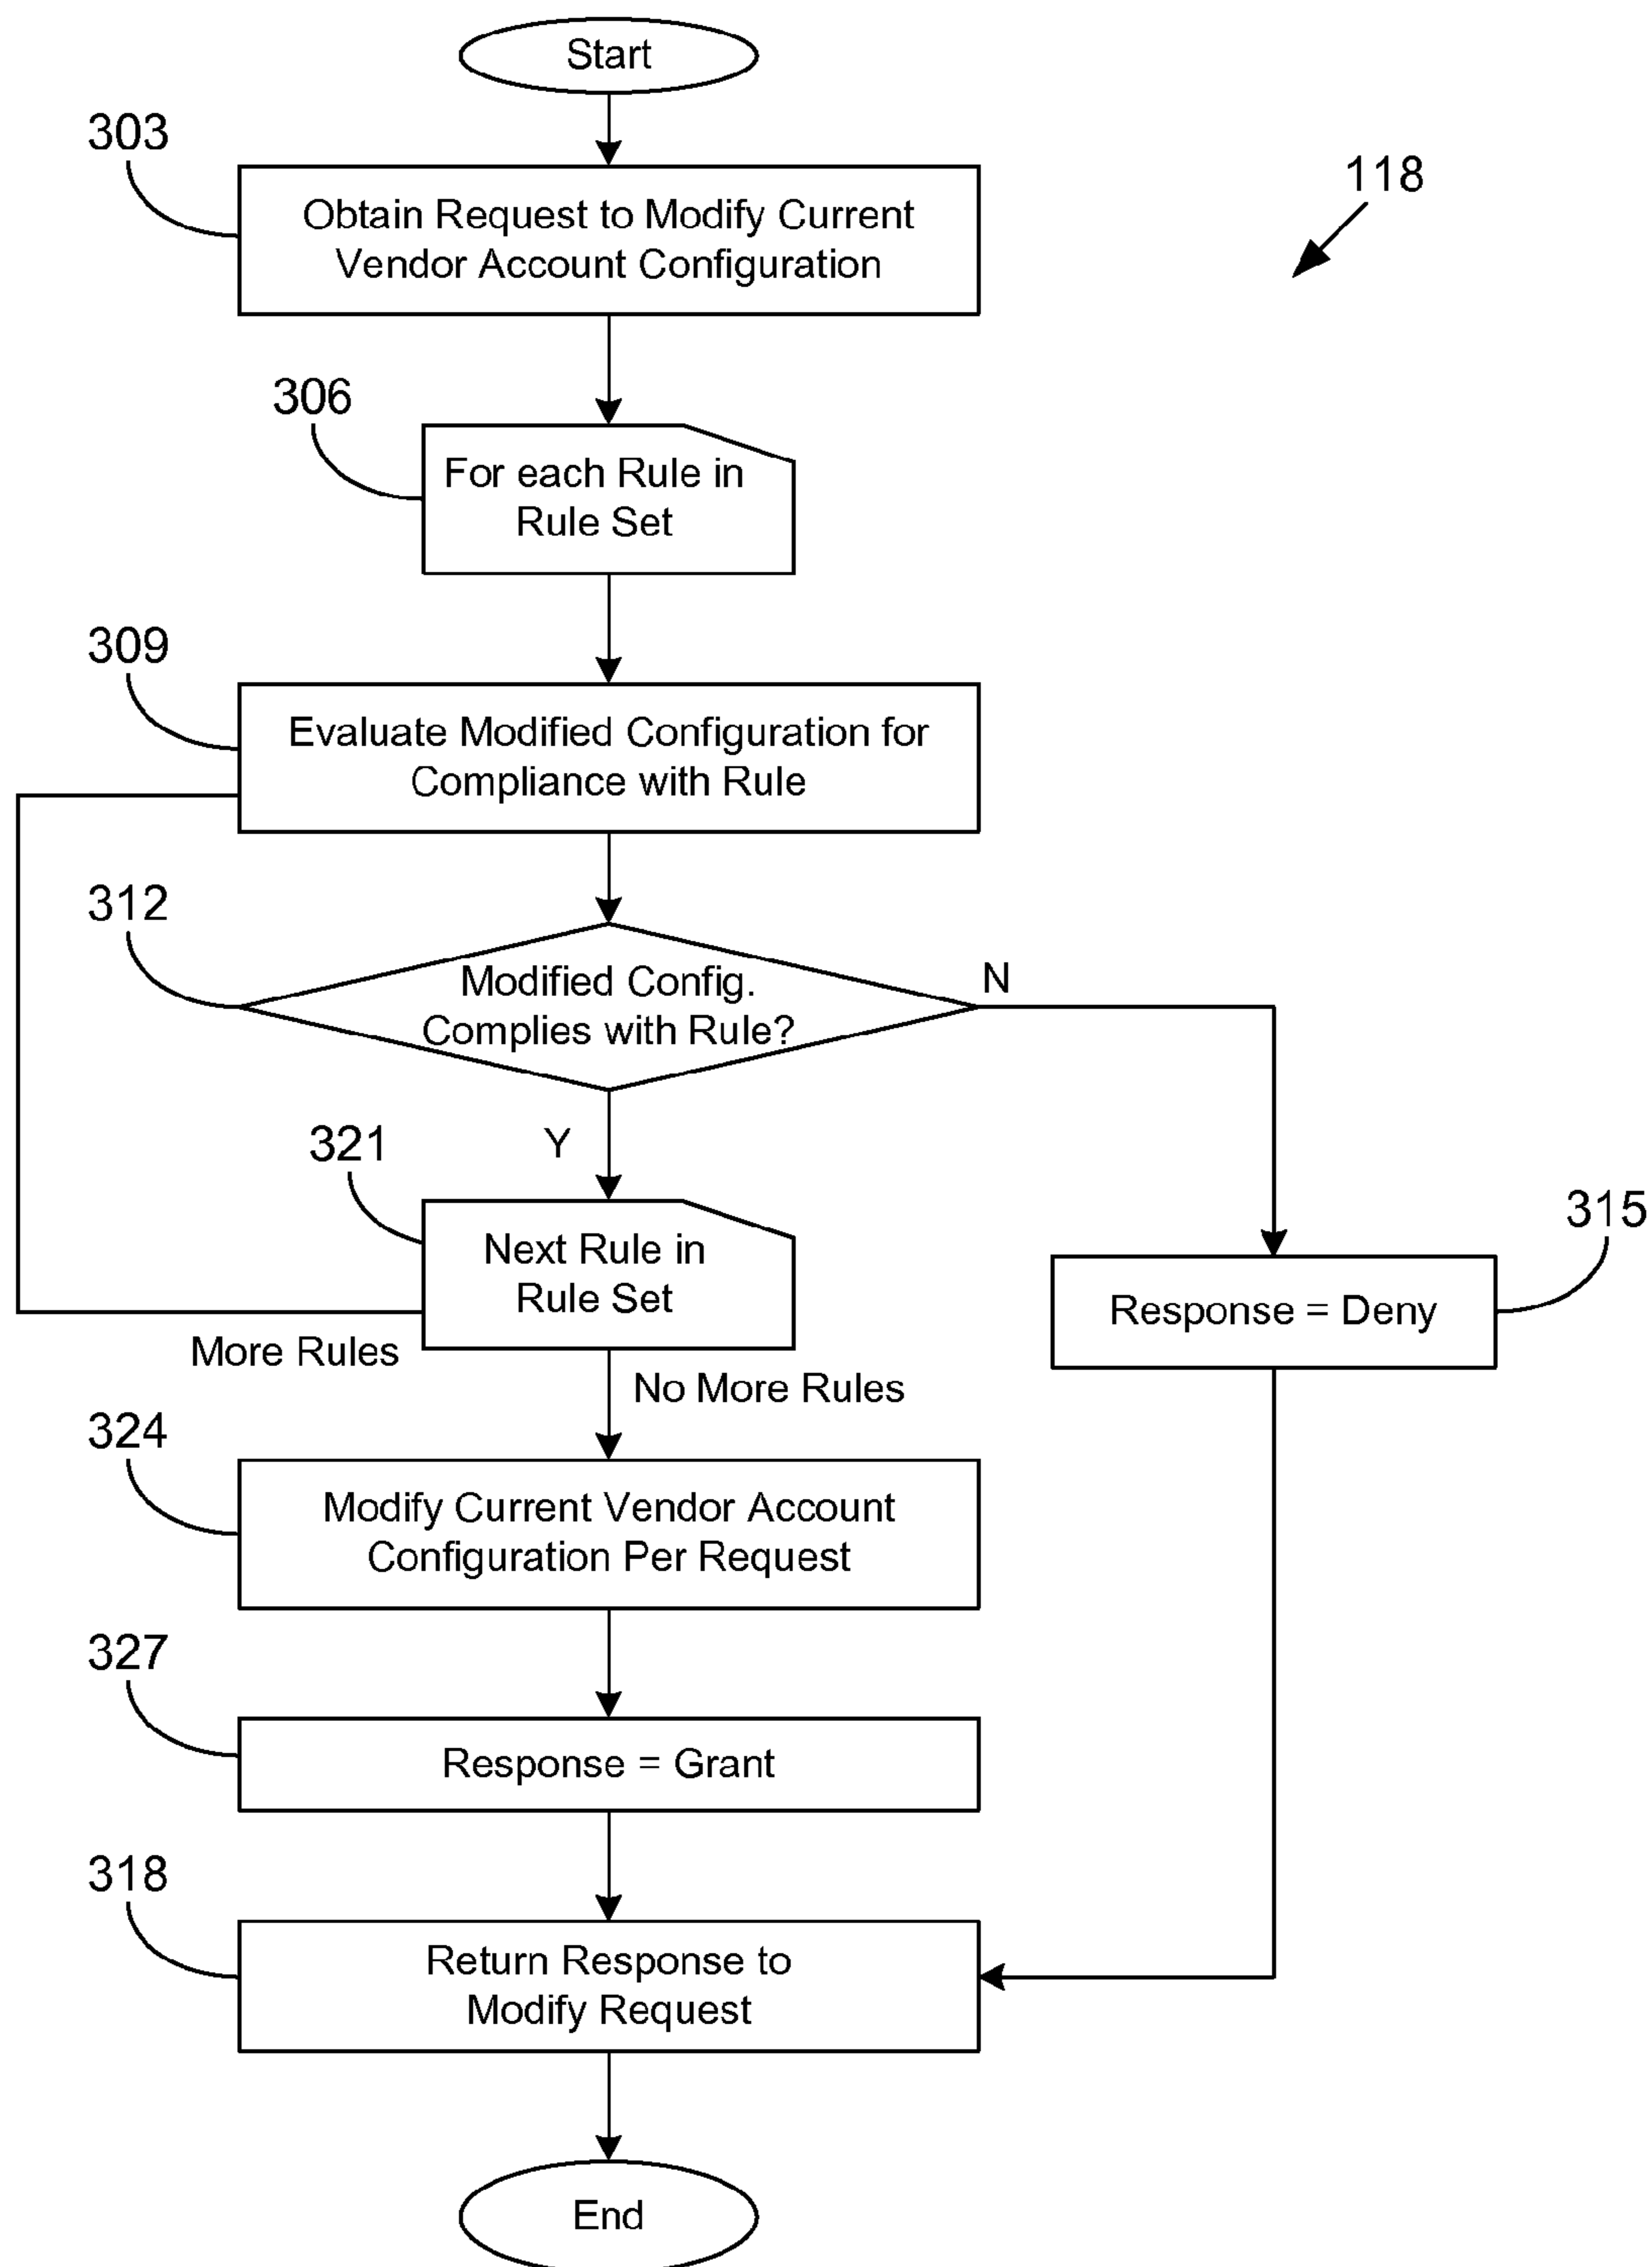 Start
303
118
Obtain Request to Modify Current
Vendor Account Configuration
306
For each Rule in
Rule Set
309
Evaluate Modified Configuration for
Compliance with Rule
312
Modified Config.
Complies with Rule?
N
Y
321
Next Rule in
Rule Set
315
Response = Deny
More Rules
No More Rules
324
Modify Current Vendor Account
Configuration Per Request
327
Response = Grant
318
Return Response to
Modify Request
End